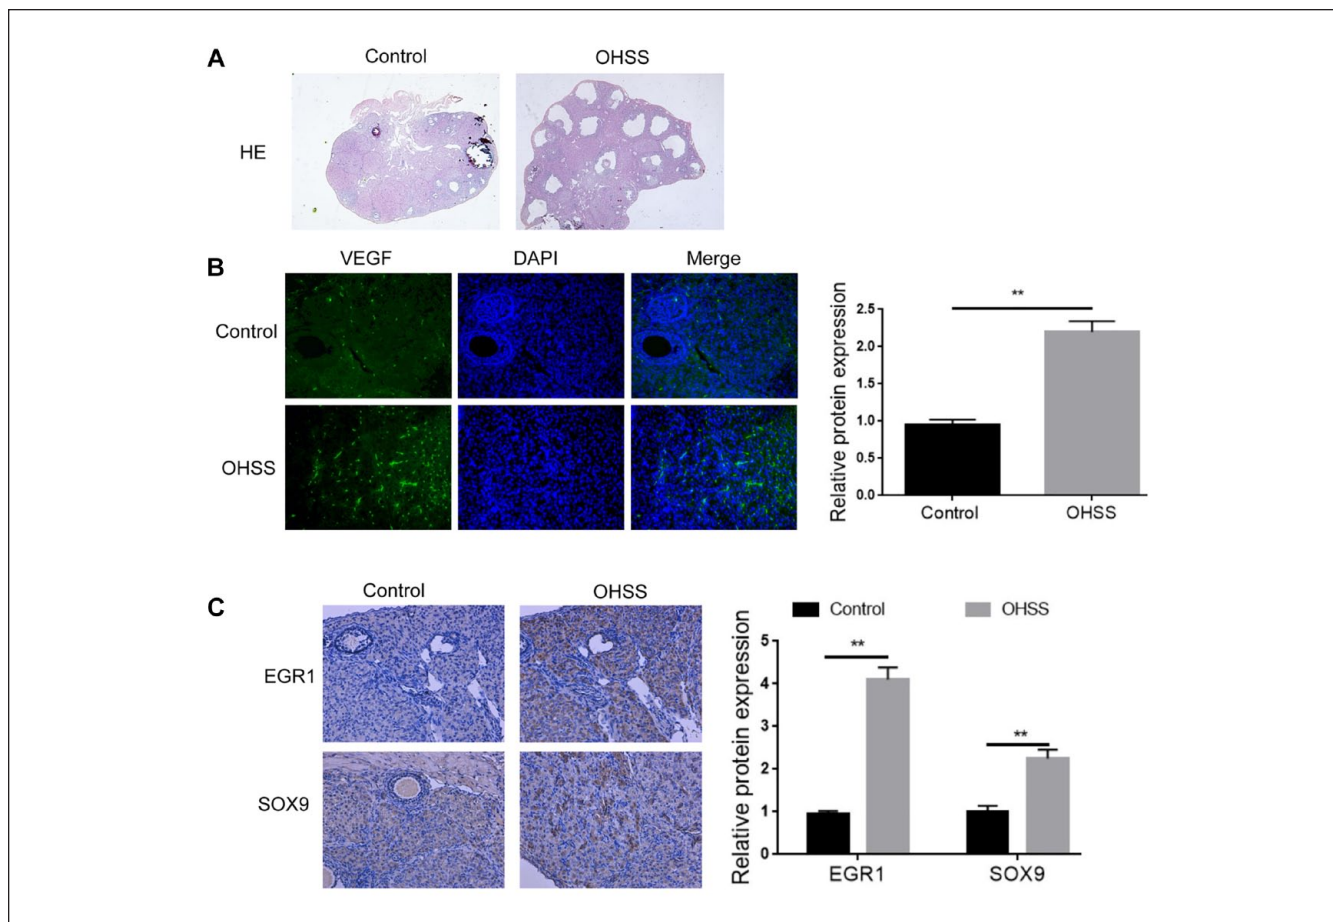 A
Control
OHSS
HE
B
VEGF
DAPI
Merge
Control
OHSS
Relative protein expression
2.5
2.0
1.5
1.0
0.5
0.0
**
Control
OHSS
C
Control
OHSS
EGR1
SOX9
Control
OHSS
Relative protein expression
5
4
3
2
1
0
**
**
EGR1
SOX9